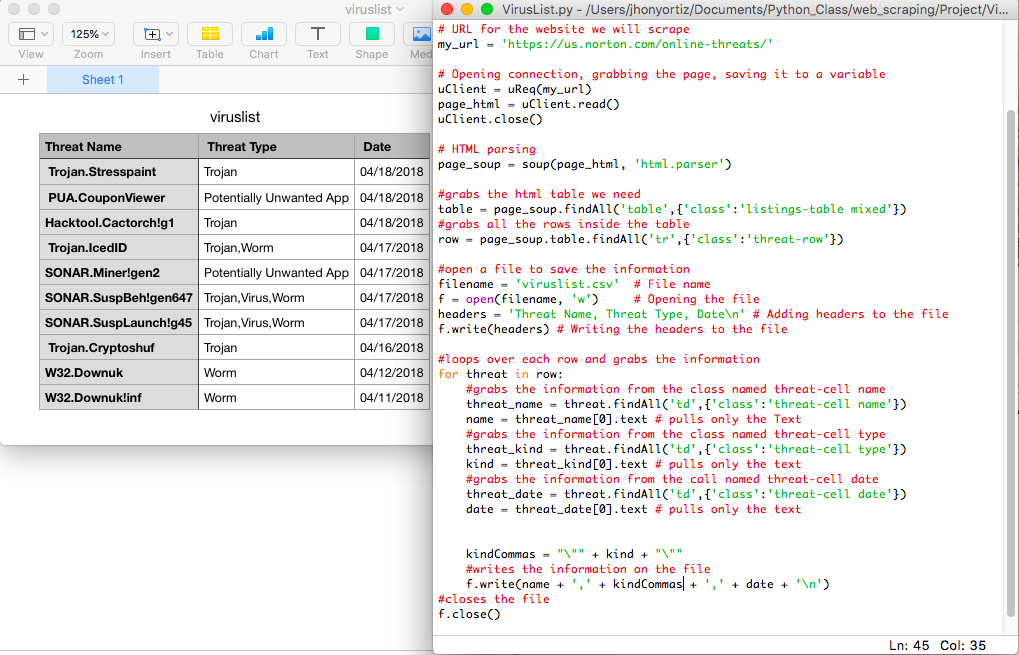 viruslist
125%
View
Zoom
Insert
Table
Chart
Text
Shape
Med
Sheet 1
viruslist
Threat Name Threat Type Date
Trojan.Stresspaint Trojan 04/18/2018
PUA.CouponViewer Potentially Unwanted App 04/18/2018
Hacktool.Cactorch!g1 Trojan 04/18/2018
Trojan.IcedID Trojan,Worm 04/17/2018
SONAR.Miner!gen2 Potentially Unwanted App 04/17/2018
SONAR.SuspBeh!gen647 Trojan,Virus,Worm 04/17/2018
SONAR.SuspLaunch!g45 Trojan,Virus,Worm 04/17/2018
Trojan.Cryptoshuf Trojan 04/16/2018
W32.Downuk Worm 04/12/2018
W32.Downuk!inf Worm 04/11/2018
VirusList.py - /Users/jhonyortiz/Documents/Python_Class/web_scraping/Project/Vi...
# URL for the website we will scrape
my_url = 'https://us.norton.com/online-threats/'
# Opening connection, grabbing the page, saving it to a variable
uClient = uReq(my_url)
page_html = uClient.read()
uClient.close()
# HTML parsing
page_soup = soup(page_html, 'html.parser')
#grabs the html table we need
table = page_soup.findAll('table',{'class':'listings-table mixed'})
#grabs all the rows inside the table
row = page_soup.table.findAll('tr',{'class':'threat-row'})
#open a file to save the information
filename = 'viruslist.csv' # File name
f = open(filename, 'w') # Opening the file
headers = 'Threat Name, Threat Type, Date\n' # Adding headers to the file
f.write(headers) # Writing the headers to the file
#loops over each row and grabs the information
for threat in row:
#grabs the information from the class named threat-cell name
threat_name = threat.findAll('td',{'class':'threat-cell name'})
name = threat_name[0].text # pulls only the Text
#grabs the information from the class named threat-cell type
threat_kind = threat.findAll('td',{'class':'threat-cell type'})
kind = threat_kind[0].text # pulls only the text
#grabs the information from the call named threat-cell date
threat_date = threat.findAll('td',{'class':'threat-cell date'})
date = threat_date[0].text # pulls only the text
kindCommas = "\"" + kind + "\""
#writes the information on the file
f.write(name + ',' + kindCommas + ',' + date + '\n')
#closes the file
f.close()
Ln: 45 Col: 35